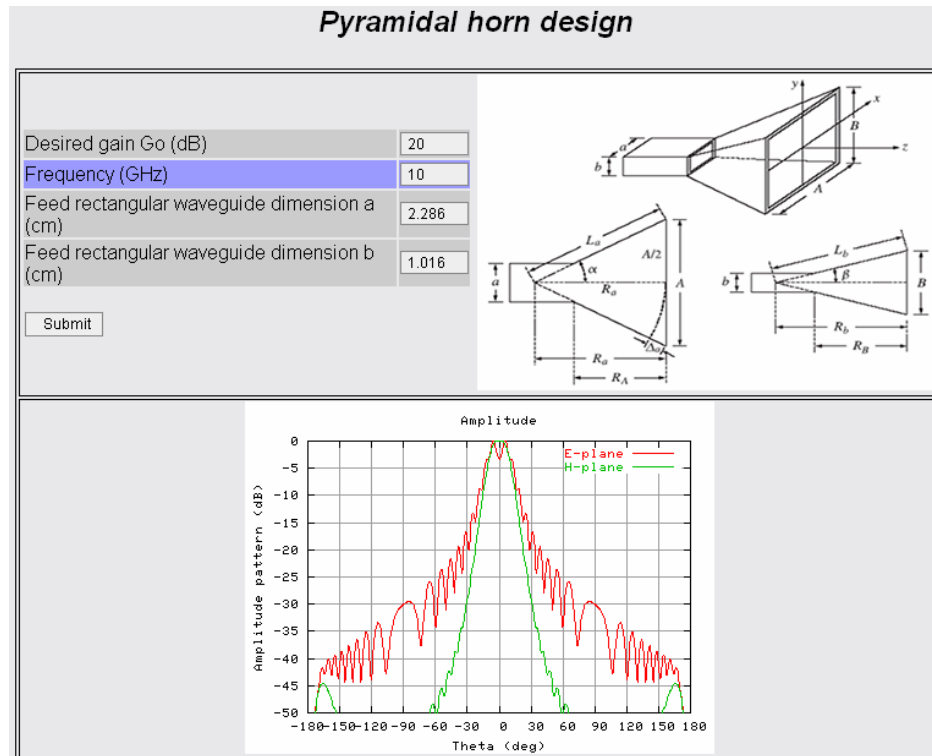 Pyramidal horn design
Desired gain Go (dB)
20
Frequency (GHz)
10
Feed rectangular waveguide dimension a
(cm)
2.286
Feed rectangular waveguide dimension b
(cm)
1.016
Submit
y
x
B
a
b
z
A
La
A/2
α
a
Ra
A
Δa
Ra
RA
Lb
b
β
B
Rb
RB
Amplitude
E-plane
H-plane
Amplitude pattern (dB)
0
-5
-10
-15
-20
-25
-30
-35
-40
-45
-50
-180 -150 -120 -90 -60 -30 0 30 60 90 120 150 180
Theta (deg)